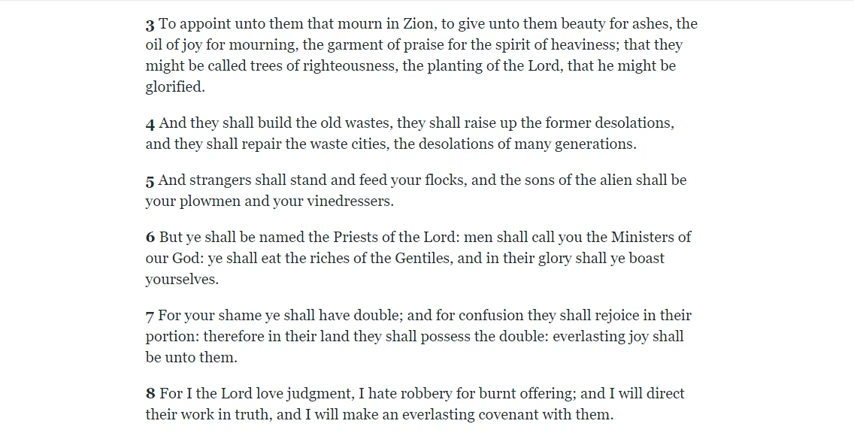 3 To appoint unto them that mourn in Zion, to give unto them beauty for ashes, the
oil of joy for mourning, the garment of praise for the spirit of heaviness; that they
might be called trees of righteousness, the planting of the Lord, that he might be
glorified.
4 And they shall build the old wastes, they shall raise up the former desolations,
and they shall repair the waste cities, the desolations of many generations.
5 And strangers shall stand and feed your flocks, and the sons of the alien shall be
your plowmen and your vinedressers.
6 But ye shall be named the Priests of the Lord: men shall call you the Ministers of
our God: ye shall eat the riches of the Gentiles, and in their glory shall ye boast
yourselves.
7 For your shame ye shall have double; and for confusion they shall rejoice in their
portion: therefore in their land they shall possess the double: everlasting joy shall
be unto them.
8 For I the Lord love judgment, I hate robbery for burnt offering; and I will direct
their work in truth, and I will make an everlasting covenant with them.